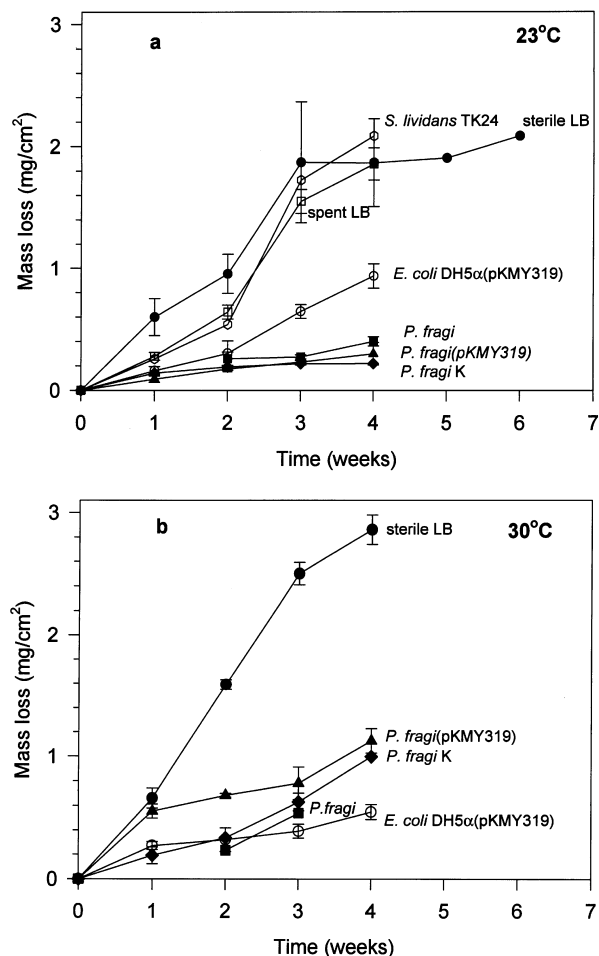 a
23°C
3
2
1
0
Mass loss (mg/cm²)
S. lividans TK24
sterile LB
spent LB
E. coli DH5α(pKMY319)
P. fragi
P. fragi(pKMY319)
P. fragi K
0 1 2 3 4 5 6 7
Time (weeks)
b
30°C
3
2
1
0
Mass loss (mg/cm²)
sterile LB
P. fragi(pKMY319)
P. fragi K
P.fragi
E. coli DH5α(pKMY319)
0 1 2 3 4 5 6 7
Time (weeks)